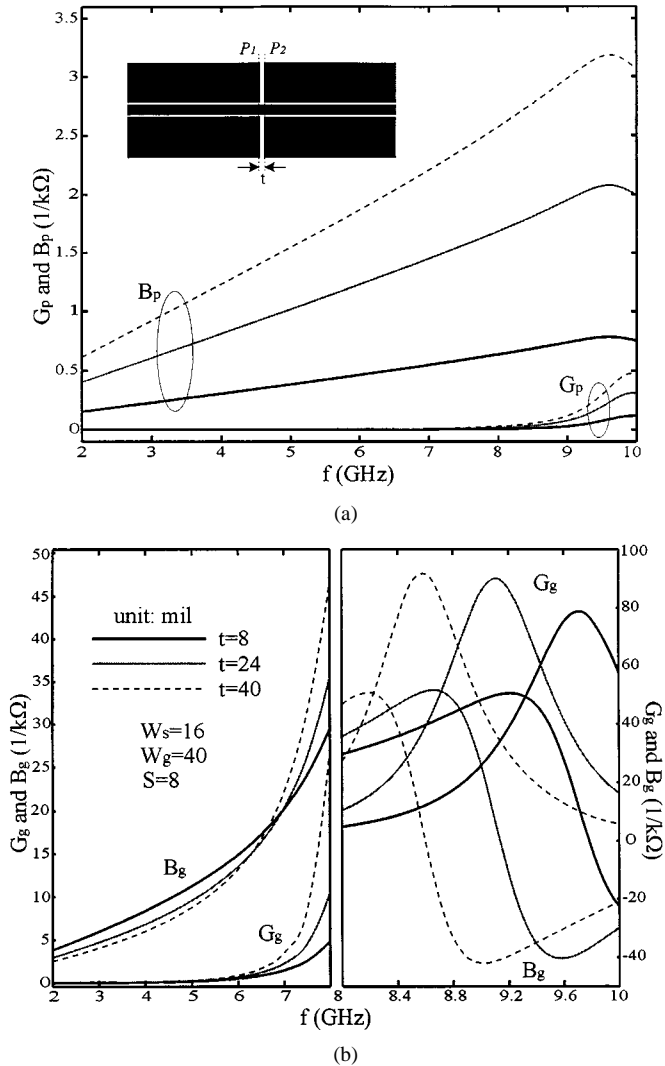 3.6
3
2.5
2
1.5
1
0.5
0
Gp and Bp (1/kΩ)
P1 P2
t
Bp
Gp
2 3 4 5 6 7 8 9 10
f (GHz)
(a)
50
45
40
35
30
25
20
15
10
5
0
Gg and Bg (1/kΩ)
unit: mil
t=8
t=24
t=40
Ws=16
Wg=40
S=8
Bg
Gg
2 3 4 5 6 7 8 8.4 8.8 9.2 9.6 10
Gg
Bg
100
80
60
40
20
0
-20
-40
Gg and Bg (1/kΩ)
f (GHz) f (GHz)
(b)